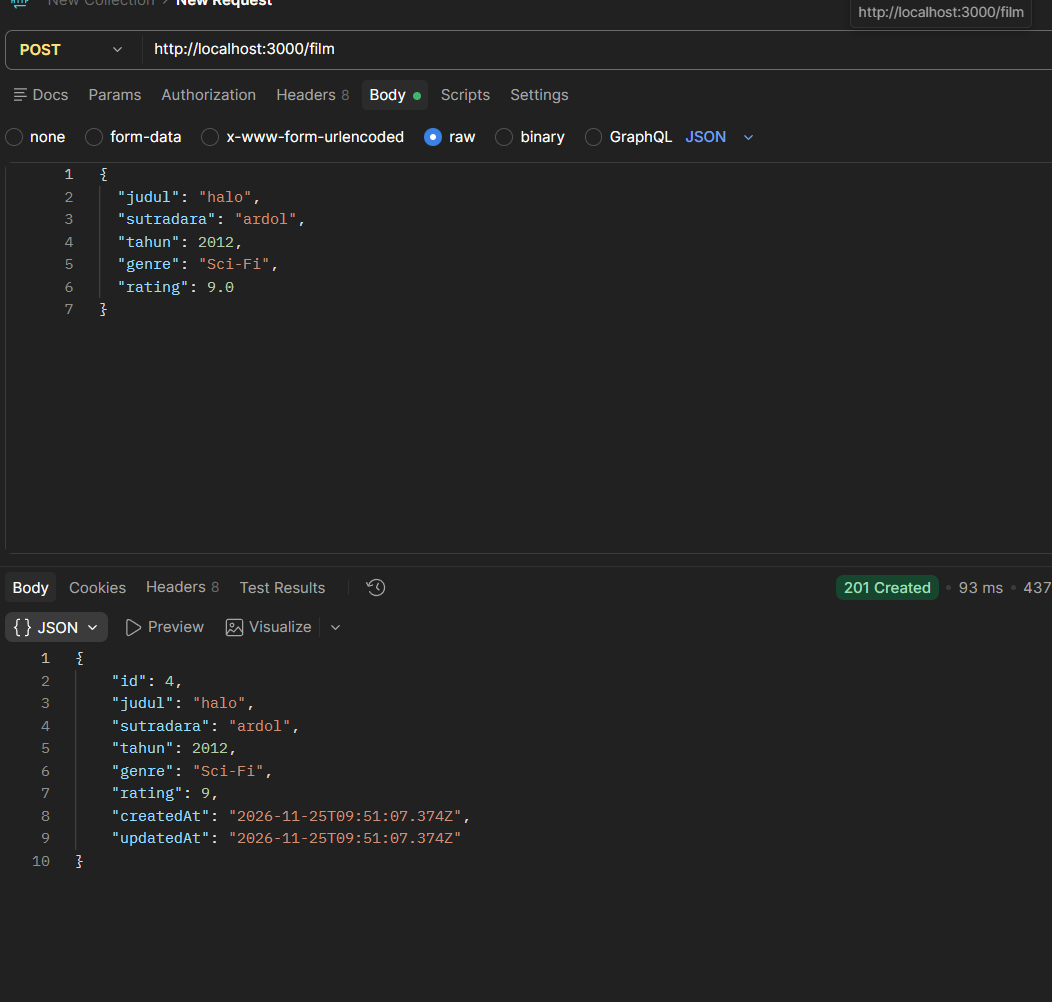 New Collection > New Request
http://localhost:3000/film
POST http://localhost:3000/film
Docs Params Authorization Headers 8 Body Scripts Settings
none form-data x-www-form-urlencoded raw binary GraphQL JSON
1 {
2 "judul": "halo",
3 "sutradara": "ardol",
4 "tahun": 2012,
5 "genre": "Sci-Fi",
6 "rating": 9.0
7 }
Body Cookies Headers 8 Test Results 201 Created • 93 ms • 437
{} JSON Preview Visualize
1 {
2 "id": 4,
3 "judul": "halo",
4 "sutradara": "ardol",
5 "tahun": 2012,
6 "genre": "Sci-Fi",
7 "rating": 9,
8 "createdAt": "2026-11-25T09:51:07.374Z",
9 "updatedAt": "2026-11-25T09:51:07.374Z"
10 }